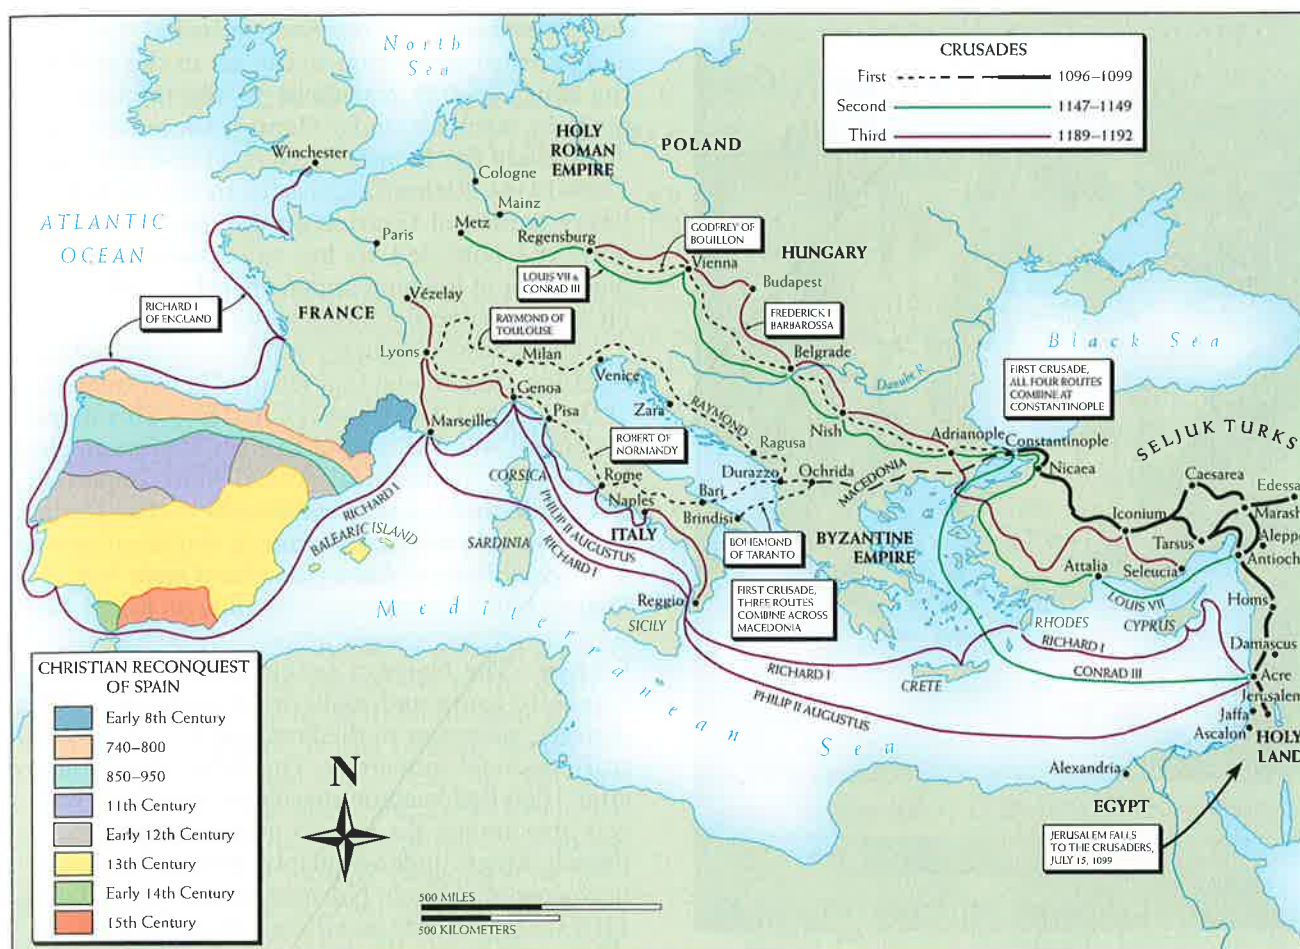 CRUSADES
First 1096–1099
Second 1147–1149
Third 1189–1192
North
Sea
ATLANTIC
OCEAN
Winchester
HOLY
ROMAN
EMPIRE
POLAND
Cologne
Mainz
Metz
Paris
Regensburg
GODFREY OF
BOUILLON
HUNGARY
Vienna
Budapest
LOUIS VII &
CONRAD III
RICHARD I
OF ENGLAND
FRANCE
Vézelay
RAYMOND OF
TOULOUSE
FREDERICK I
BARBAROSSA
Black Sea
Lyons
Milan
Venice
Belgrade
Danube R.
FIRST CRUSADE,
ALL FOUR ROUTES
COMBINE AT
CONSTANTINOPLE
Genoa
Pisa
Zara
RAYMOND
Nish
Marseilles
ROBERT OF
NORMANDY
Ragusa
Adrianople
Constantinople
SELJUK TURKS
CORSICA
Rome
Durazzo
Ochrida
MACEDONIA
Nicaea
Caesarea
Edessa
RICHARD I
Naples
Bari
Marash
PHILIP II AUGUSTUS
RICHARD I
Brindisi
Iconium
BALEARIC ISLAND
SARDINIA
ITALY
BOHEMOND
OF TARANTO
BYZANTINE
EMPIRE
Tarsus
Aleppo
Antioch
Attalia
Seleucia
Mediterranean Sea
Reggio
SICILY
FIRST CRUSADE,
THREE ROUTES
COMBINE ACROSS
MACEDONIA
LOUIS VII
Homs
RHODES
CYPRUS
RICHARD I
RICHARD I
Damascus
CRETE
CONRAD III
Acre
PHILIP II AUGUSTUS
Jerusalem
Jaffa
Ascalon
HOLY
LAND
Alexandria
EGYPT
JERUSALEM FALLS
TO THE CRUSADERS,
JULY 15, 1099
CHRISTIAN RECONQUEST
OF SPAIN
Early 8th Century
740–800
850–950
11th Century
Early 12th Century
13th Century
Early 14th Century
15th Century
N
500 MILES
500 KILOMETERS